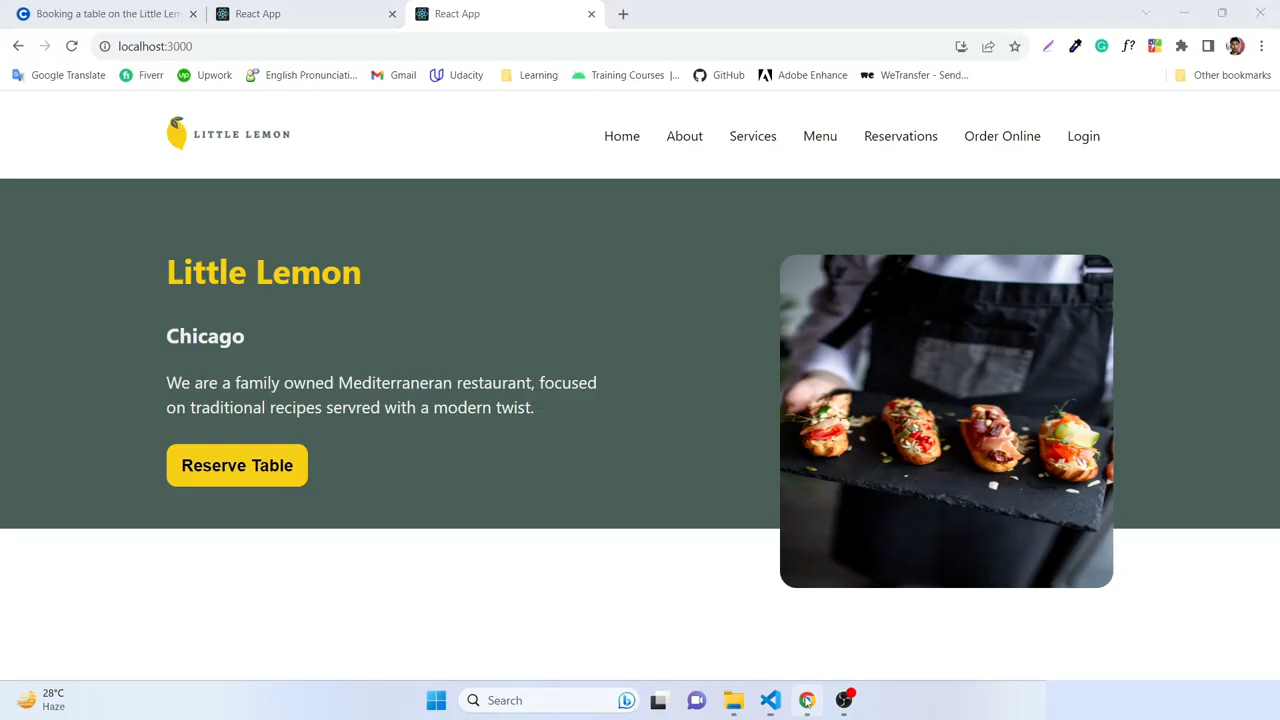 Booking a table on the Little Lem
React App
React App
localhost:3000
Google Translate
Fiverr
Upwork
English Pronunciati...
Gmail
Udacity
Learning
Training Courses |...
GitHub
Adobe Enhance
WeTransfer - Send...
Other bookmarks
LITTLE LEMON
Home
About
Services
Menu
Reservations
Order Online
Login
Little Lemon
Chicago
We are a family owned Mediterraneran restaurant, focused
on traditional recipes servred with a modern twist.
Reserve Table
28°C
Haze
Search